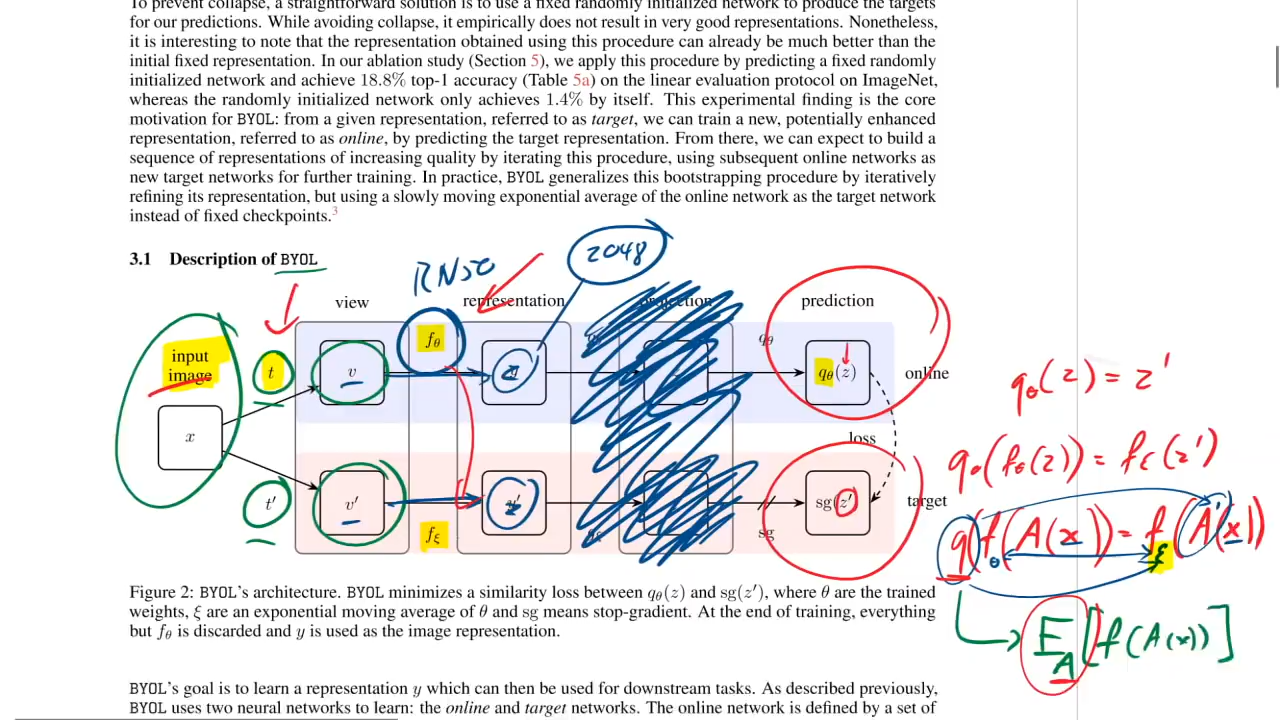 To prevent collapse, a straightforward solution is to use a fixed randomly initialized network to produce the targets
for our predictions. While avoiding collapse, it empirically does not result in very good representations. Nonetheless,
it is interesting to note that the representation obtained using this procedure can already be much better than the
initial fixed representation. In our ablation study (Section 5), we apply this procedure by predicting a fixed randomly
initialized network and achieve 18.8% top-1 accuracy (Table 5a) on the linear evaluation protocol on ImageNet,
whereas the randomly initialized network only achieves 1.4% by itself. This experimental finding is the core
motivation for BYOL: from a given representation, referred to as target, we can train a new, potentially enhanced
representation, referred to as online, by predicting the target representation. From there, we can expect to build a
sequence of representations of increasing quality by iterating this procedure, using subsequent online networks as
new target networks for further training. In practice, BYOL generalizes this bootstrapping procedure by iteratively
refining its representation, but using a slowly moving exponential average of the online network as the target network
instead of fixed checkpoints.³
3.1 Description of BYOL
RN50
2048
view
representation
prediction
input
image
t
v
fθ
qθ
qθ(z)
online
x
loss
t'
v'
fξ
sg
sg(z')
target
qθ(z) = z'
qθ(fθ(z)) = fξ(z')
q(fθ(A(x))) = fξ(A'(x))
E_A[f(A(x))]
Figure 2: BYOL's architecture. BYOL minimizes a similarity loss between qθ(z) and sg(z'), where θ are the trained
weights, ξ are an exponential moving average of θ and sg means stop-gradient. At the end of training, everything
but fθ is discarded and y is used as the image representation.
BYOL's goal is to learn a representation y which can then be used for downstream tasks. As described previously,
BYOL uses two neural networks to learn: the online and target networks. The online network is defined by a set of